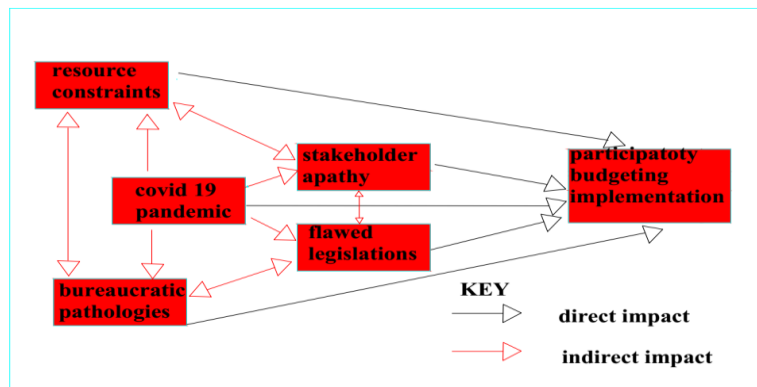 resource
constraints
stakeholder
apathy
participatoty
budgeting
implementation
covid 19
pandemic
flawed
legislations
bureaucratic
pathologies
KEY
direct impact
indirect impact